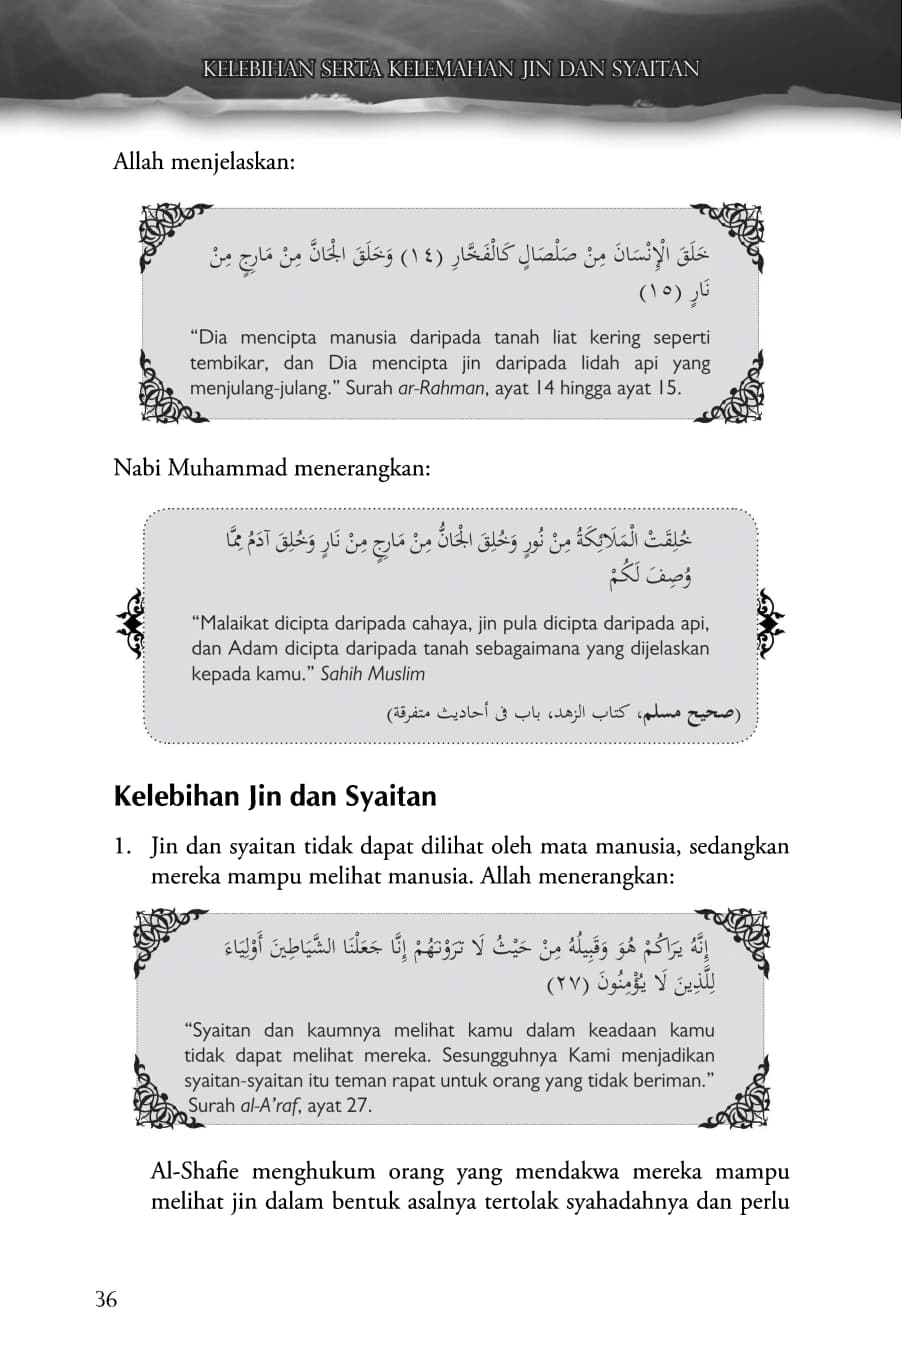 KELEBIHAN SERTA KELEMAHAN JIN DAN SYAITAN
Allah menjelaskan:
خَلَقَ الْإِنْسَانَ مِنْ صَلْصَالٍ كَالْفَخَّارِ (١٤) وَخَلَقَ الْجَانَّ مِنْ مَارِجٍ مِنْ
نَارٍ (١٥)
“Dia mencipta manusia daripada tanah liat kering seperti
tembikar, dan Dia mencipta jin daripada lidah api yang
menjulang-julang.” Surah ar-Rahman, ayat 14 hingga ayat 15.
Nabi Muhammad menerangkan:
خُلِقَتْ الْمَلَائِكَةُ مِنْ نُورٍ وَخُلِقَ الْجَانُّ مِنْ مَارِجٍ مِنْ نَارٍ وَخُلِقَ آدَمُ مِمَّا
وُصِفَ لَكُمْ
“Malaikat dicipta daripada cahaya, jin pula dicipta daripada api,
dan Adam dicipta daripada tanah sebagaimana yang dijelaskan
kepada kamu.” Sahih Muslim
(صحيح مسلم، كتاب الزهد، باب فى أحاديث متفرقة)
Kelebihan Jin dan Syaitan
1. Jin dan syaitan tidak dapat dilihat oleh mata manusia, sedangkan
mereka mampu melihat manusia. Allah menerangkan:
إِنَّهُ يَرَاكُمْ هُوَ وَقَبِيلُهُ مِنْ حَيْثُ لَا تَرَوْنَهُمْ إِنَّا جَعَلْنَا الشَّيَاطِينَ أَوْلِيَاءَ
لِلَّذِينَ لَا يُؤْمِنُونَ (٢٧)
“Syaitan dan kaumnya melihat kamu dalam keadaan kamu
tidak dapat melihat mereka. Sesungguhnya Kami menjadikan
syaitan-syaitan itu teman rapat untuk orang yang tidak beriman.”
Surah al-A’raf, ayat 27.
Al-Shafie menghukum orang yang mendakwa mereka mampu
melihat jin dalam bentuk asalnya tertolak syahadahnya dan perlu
36